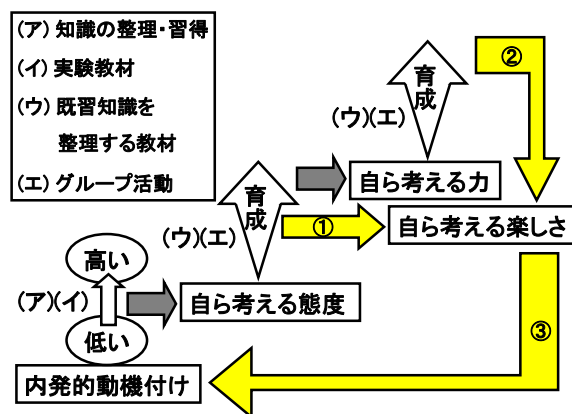 (ア) 知識の整理・習得
(イ) 実験教材
(ウ) 既習知識を
整理する教材
(エ) グループ活動
②
育成
(ウ)(エ)
自ら考える力
育成
①
自ら考える楽しさ
(ウ)(エ)
高い
(ア)(イ)
自ら考える態度
低い
③
内発的動機付け